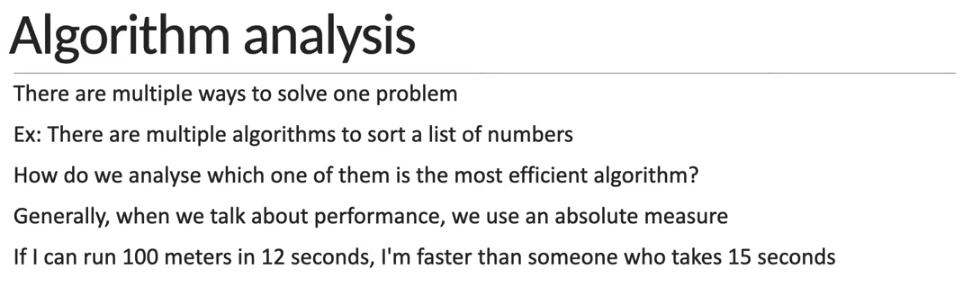 Algorithm analysis
There are multiple ways to solve one problem
Ex: There are multiple algorithms to sort a list of numbers
How do we analyse which one of them is the most efficient algorithm?
Generally, when we talk about performance, we use an absolute measure
If I can run 100 meters in 12 seconds, I'm faster than someone who takes 15 seconds